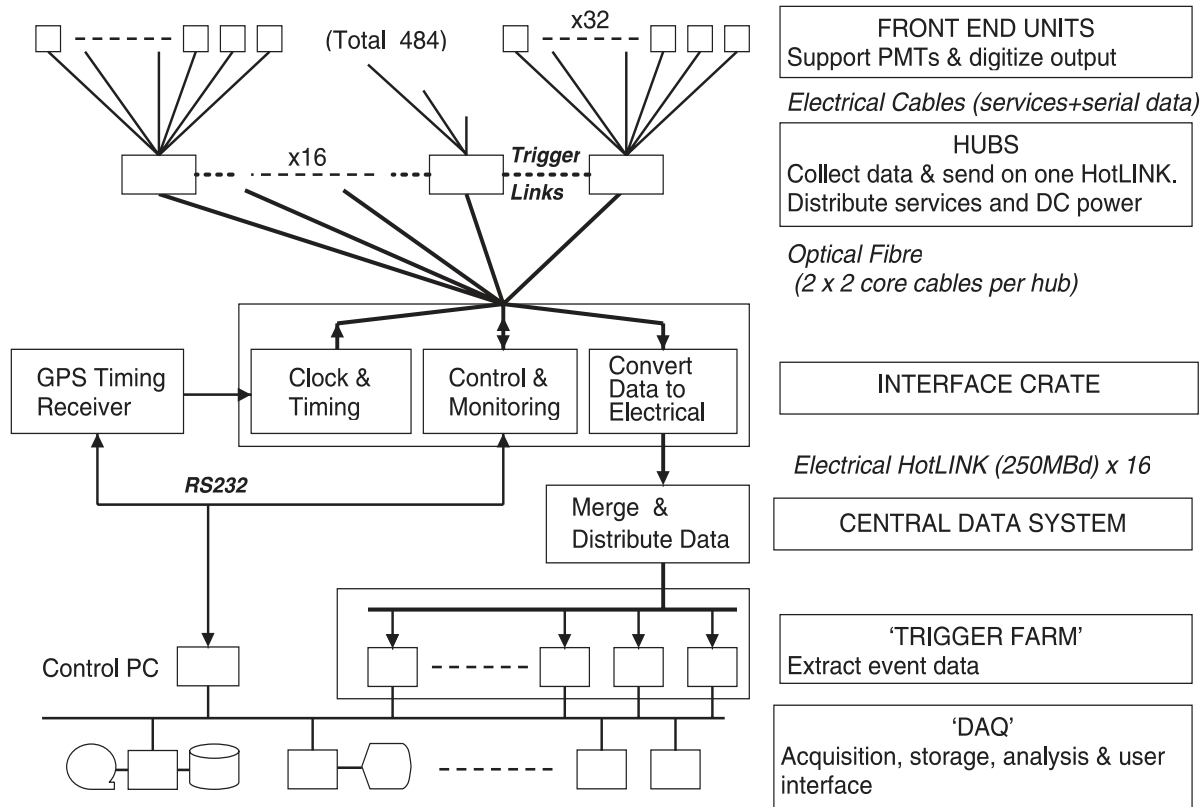 x32
(Total 484)
FRONT END UNITS
Support PMTs & digitize output
Electrical Cables (services+serial data)
x16
Trigger
Links
HUBS
Collect data & send on one HotLINK.
Distribute services and DC power
Optical Fibre
(2 x 2 core cables per hub)
GPS Timing
Receiver
Clock &
Timing
Control &
Monitoring
Convert
Data to
Electrical
INTERFACE CRATE
RS232
Electrical HotLINK (250MBd) x 16
Merge &
Distribute Data
CENTRAL DATA SYSTEM
Control PC
'TRIGGER FARM'
Extract event data
'DAQ'
Acquisition, storage, analysis & user
interface